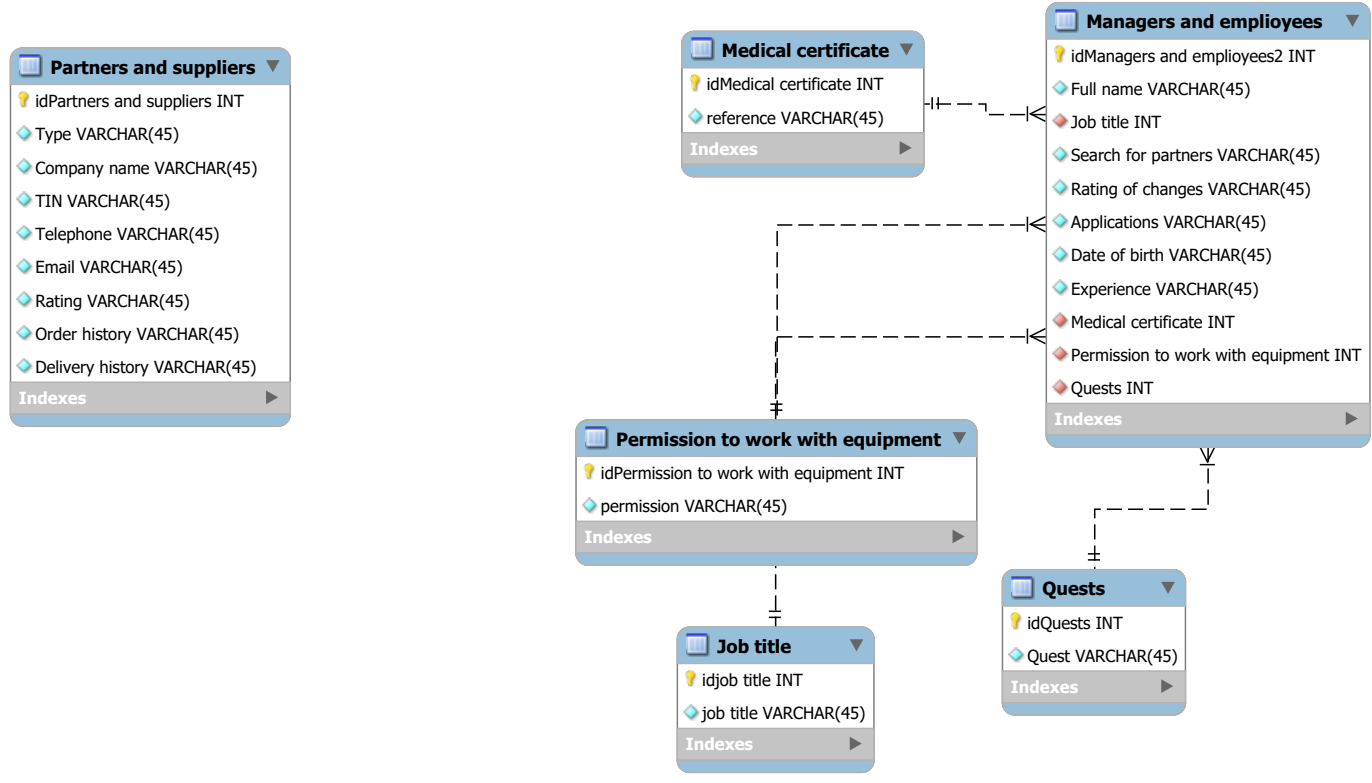 Partners and suppliers
idPartners and suppliers INT
Type VARCHAR(45)
Company name VARCHAR(45)
TIN VARCHAR(45)
Telephone VARCHAR(45)
Email VARCHAR(45)
Rating VARCHAR(45)
Order history VARCHAR(45)
Delivery history VARCHAR(45)
Indexes
Medical certificate
idMedical certificate INT
reference VARCHAR(45)
Indexes
Managers and emplioyees
idManagers and emplioyees2 INT
Full name VARCHAR(45)
Job title INT
Search for partners VARCHAR(45)
Rating of changes VARCHAR(45)
Applications VARCHAR(45)
Date of birth VARCHAR(45)
Experience VARCHAR(45)
Medical certificate INT
Permission to work with equipment INT
Quests INT
Indexes
Permission to work with equipment
idPermission to work with equipment INT
permission VARCHAR(45)
Indexes
Quests
idQuests INT
Quest VARCHAR(45)
Indexes
Job title
idjob title INT
job title VARCHAR(45)
Indexes